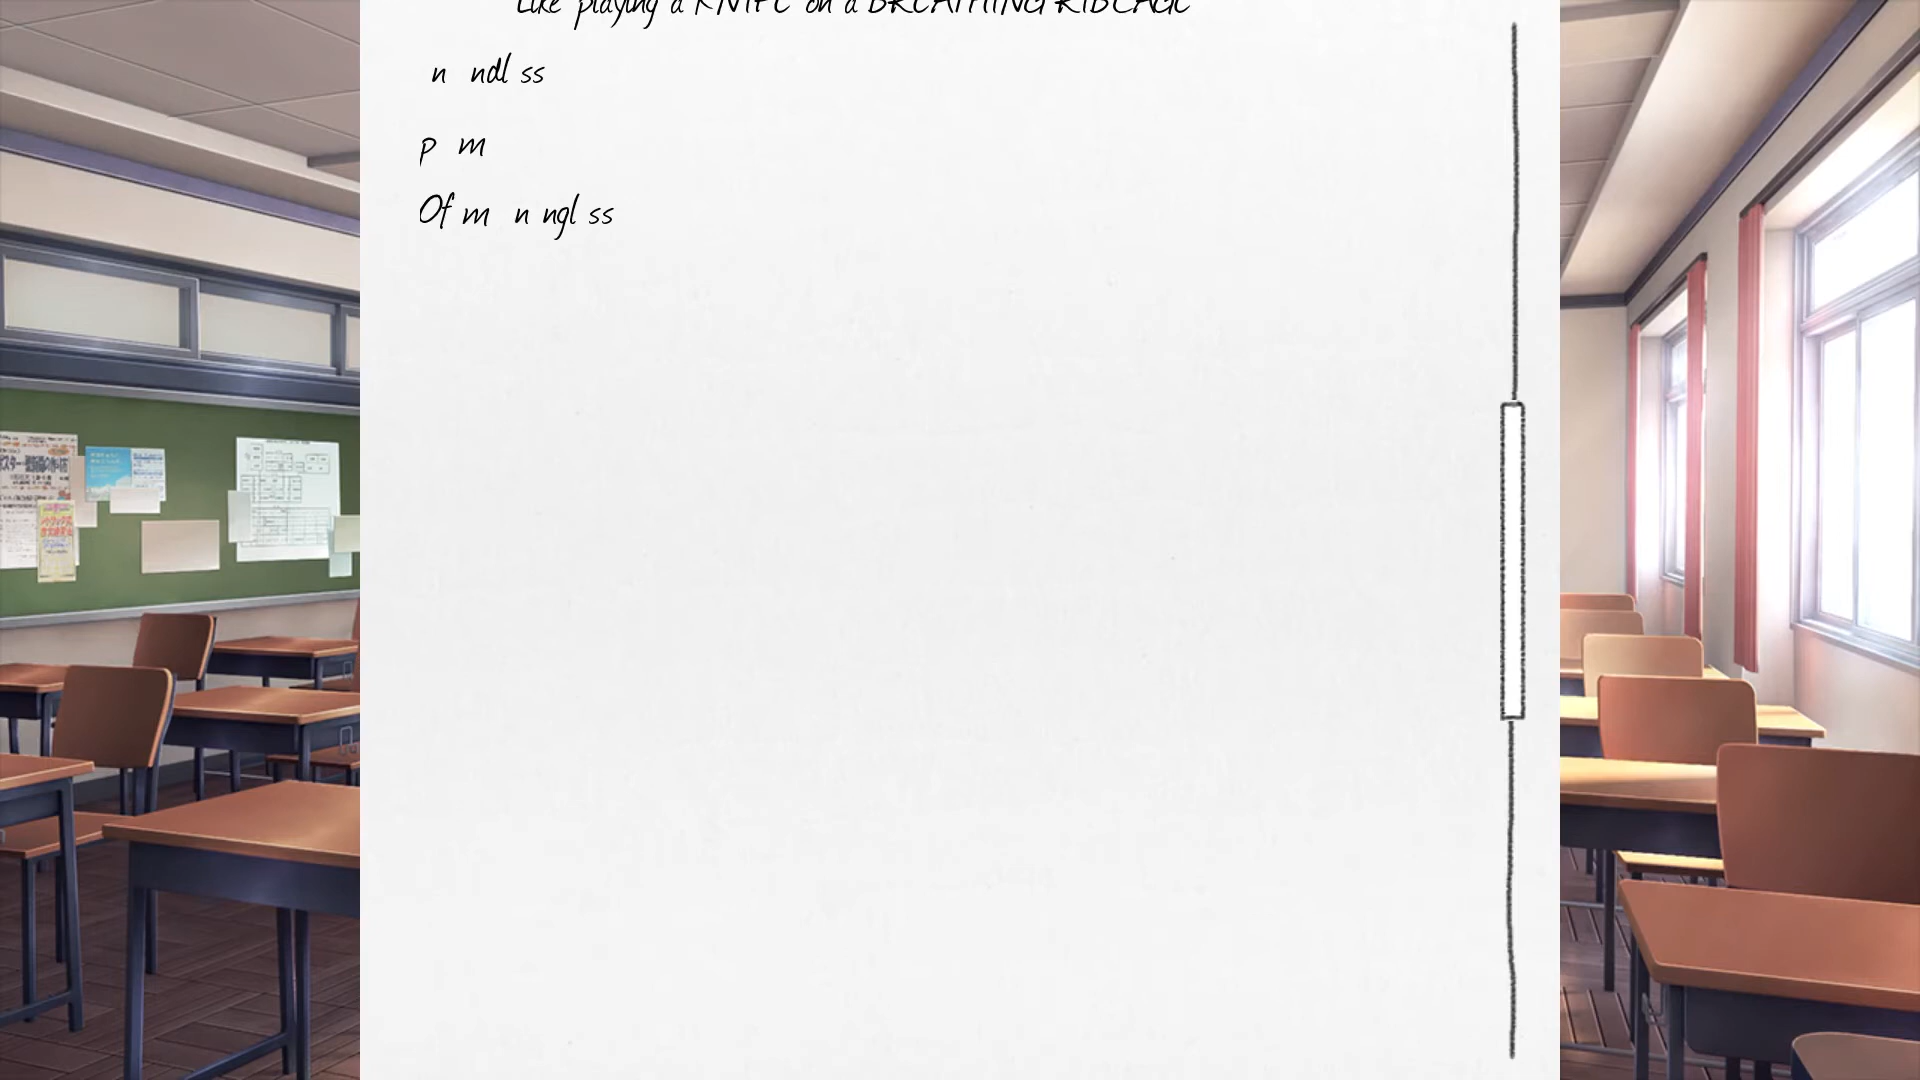 Like playing a KNIFE on a BREATHING RIBCAGE
n ndl ss
p m
Of m n ngl ss